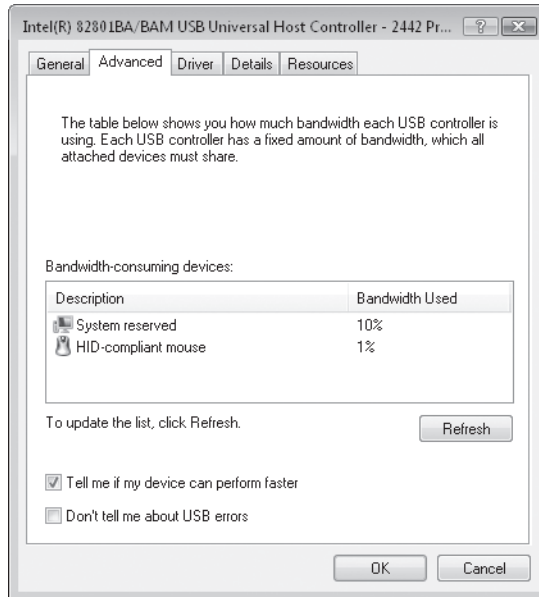 Intel(R) 82801BA/BAM USB Universal Host Controller - 2442 Pr...
General Advanced Driver Details Resources
The table below shows you how much bandwidth each USB controller is
using. Each USB controller has a fixed amount of bandwidth, which all
attached devices must share.
Bandwidth-consuming devices:
Description Bandwidth Used
System reserved 10%
HID-compliant mouse 1%
To update the list, click Refresh.
Refresh
Tell me if my device can perform faster
Don't tell me about USB errors
OK Cancel